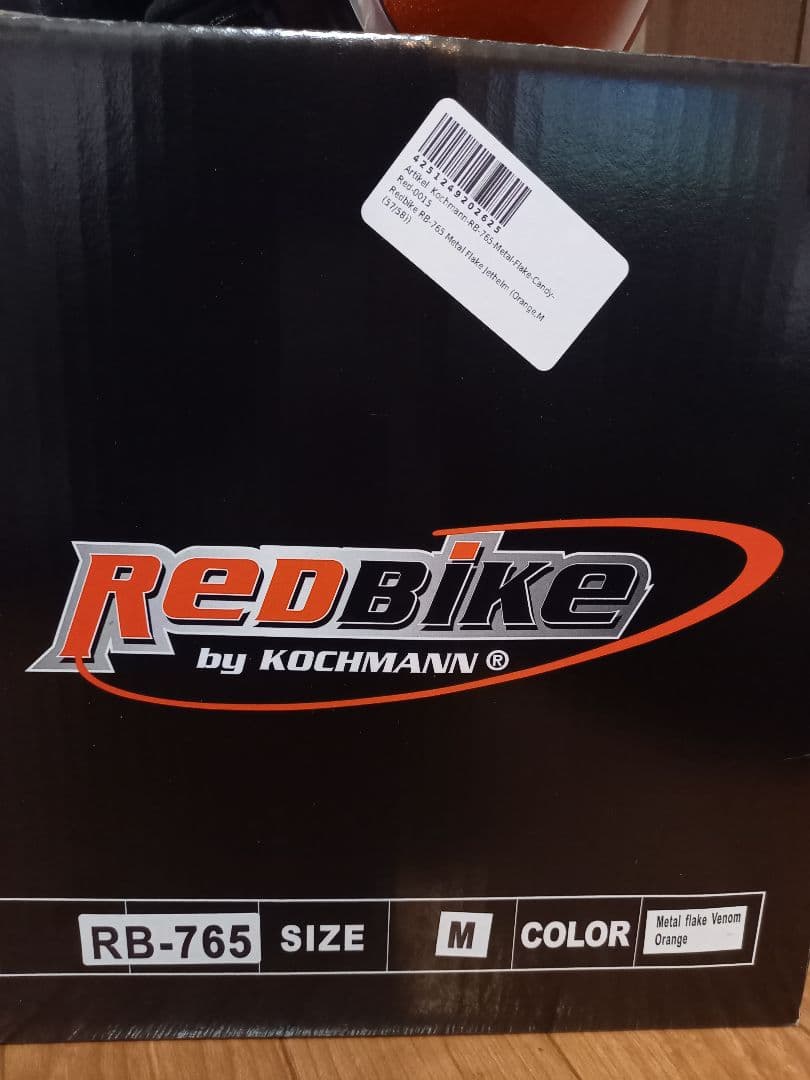 4251249202625
Artikel: Kochmann-RB-765-Metal-Flake-Candy-
Red-0015
Redbike RB-765 Metal Flake Jethelm (Orange,M
(57/58))
REDBIKE
by KOCHMANN ®
RB-765 SIZE M COLOR Metal flake Venom
Orange